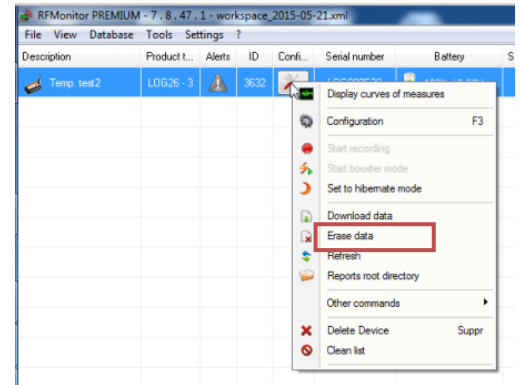 RFMonitor PREMIUM - 7 . 8 . 47 . 1 - workspace_2015-05-21.xml
File View Database Tools Settings ?
Description Product t... Alerts ID Confi... Serial number Battery S
Temp. test2 LOG26 - 3 3632
Display curves of measures
Configuration F3
Start recording
Start booster mode
Set to hibernate mode
Download data
Erase data
Refresh
Reports root directory
Other commands
Delete Device Suppr
Clean list